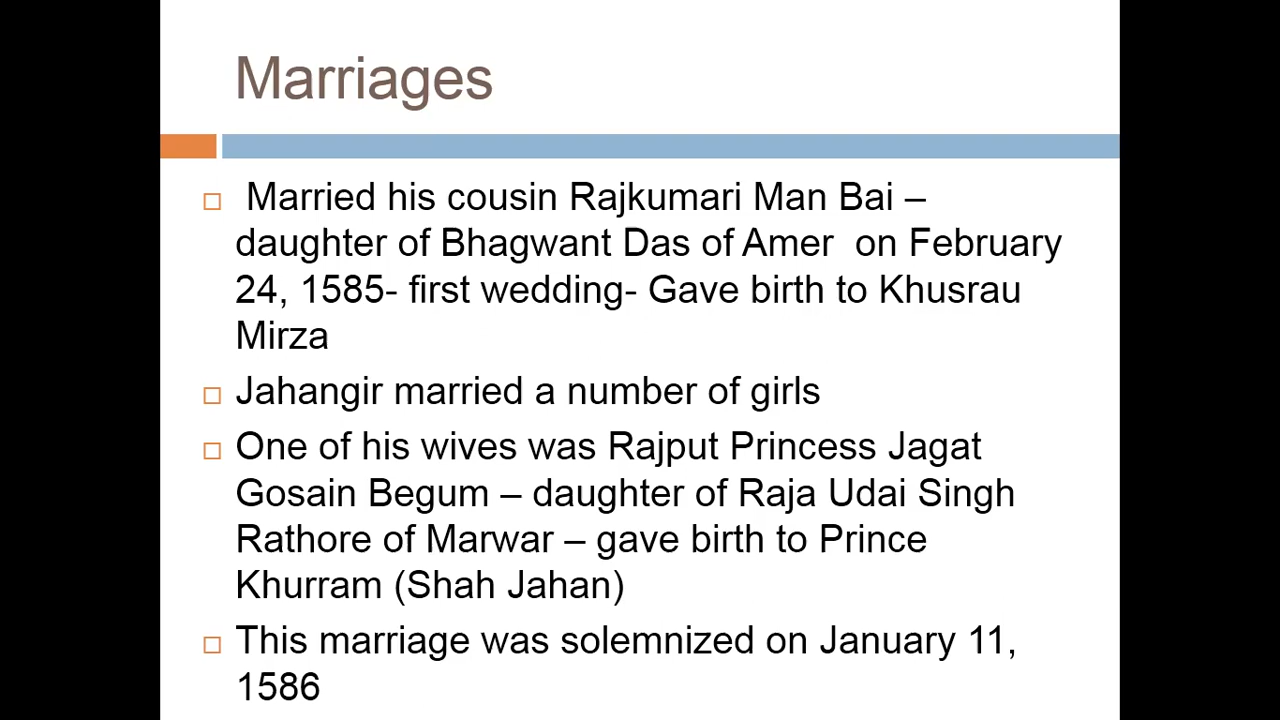 Marriages
Married his cousin Rajkumari Man Bai –
daughter of Bhagwant Das of Amer  on February
24, 1585- first wedding- Gave birth to Khusrau
Mirza
Jahangir married a number of girls
One of his wives was Rajput Princess Jagat
Gosain Begum – daughter of Raja Udai Singh
Rathore of Marwar – gave birth to Prince
Khurram (Shah Jahan)
This marriage was solemnized on January 11,
1586